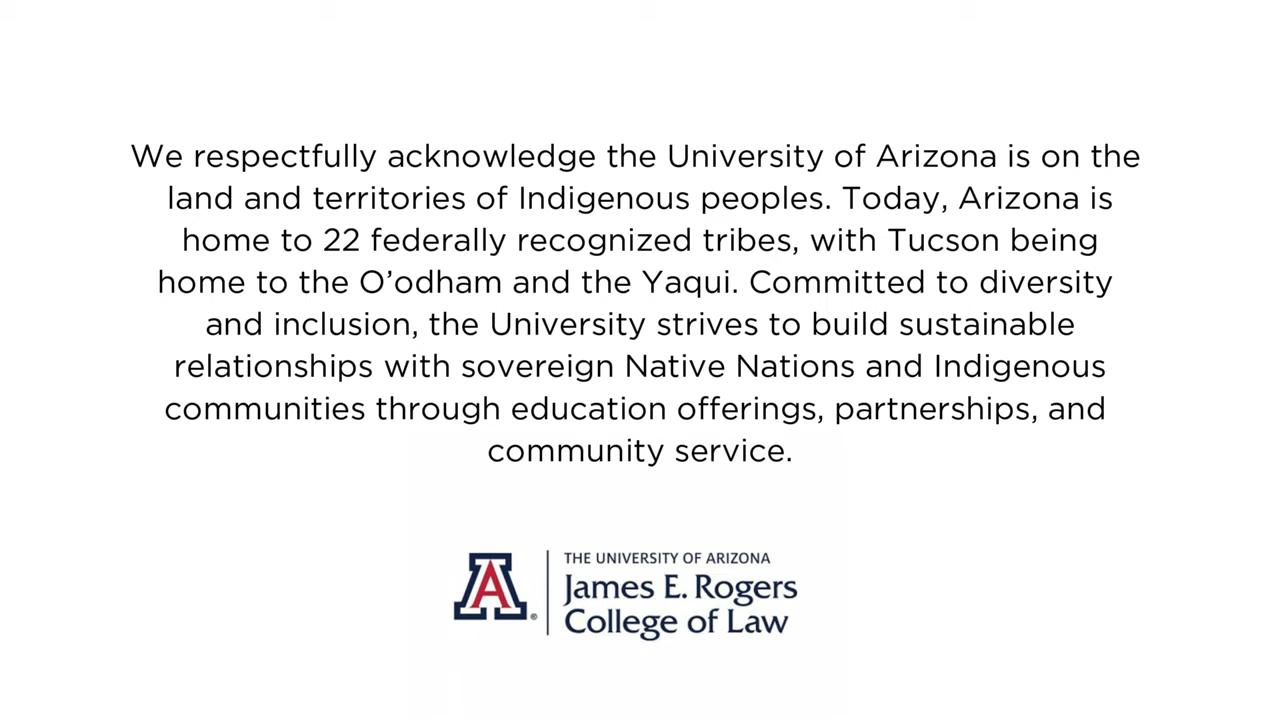 We respectfully acknowledge the University of Arizona is on the
land and territories of Indigenous peoples. Today, Arizona is
home to 22 federally recognized tribes, with Tucson being
home to the O’odham and the Yaqui. Committed to diversity
and inclusion, the University strives to build sustainable
relationships with sovereign Native Nations and Indigenous
communities through education offerings, partnerships, and
community service.
A®
THE UNIVERSITY OF ARIZONA
James E. Rogers
College of Law